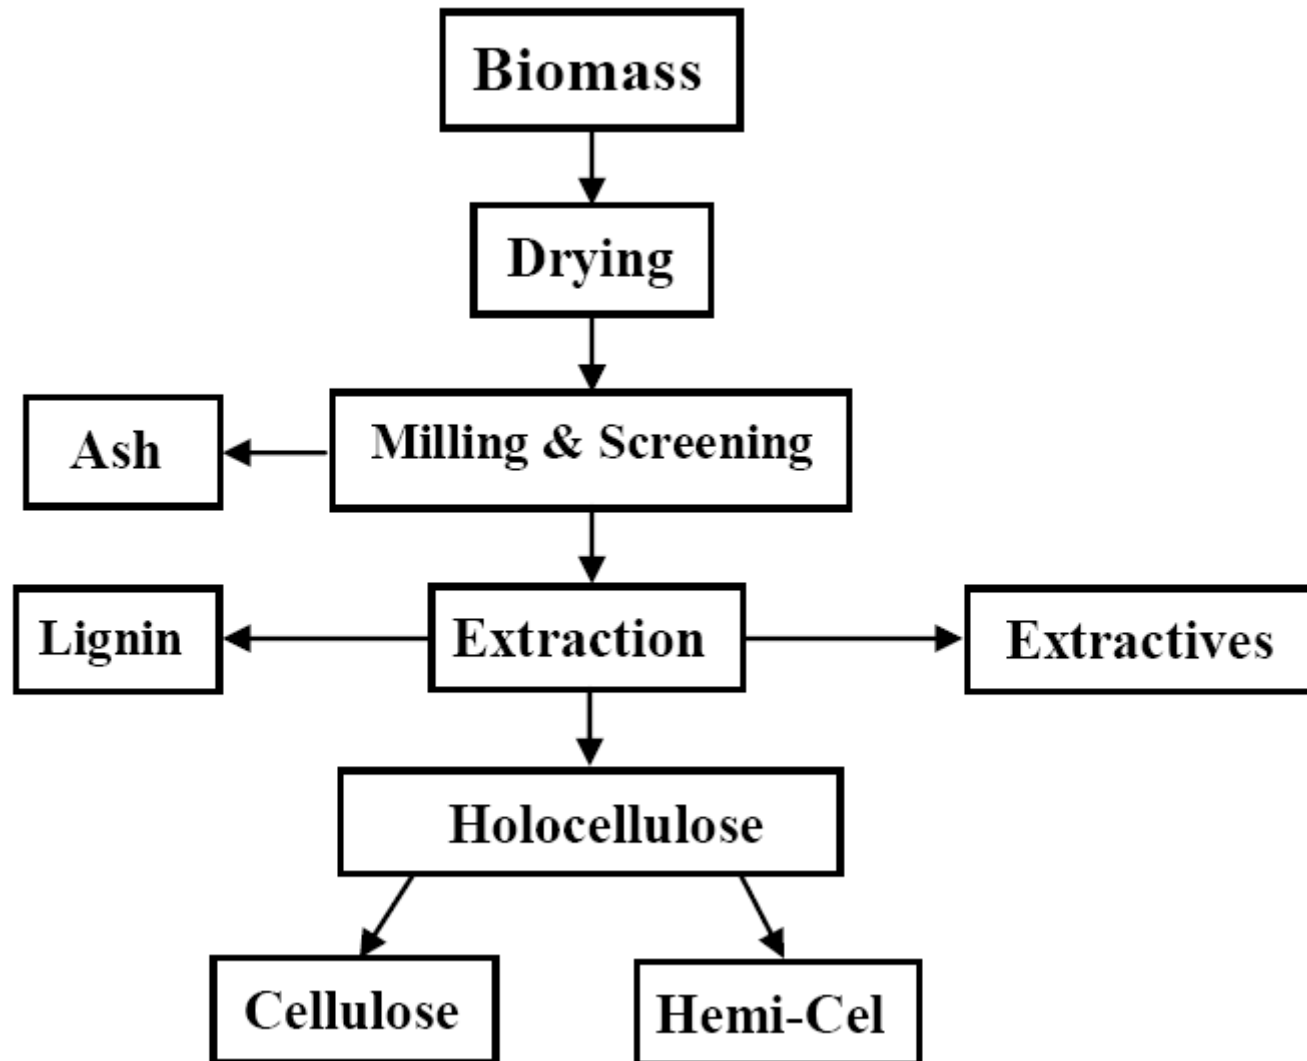 Biomass
Drying
Ash
Milling & Screening
Lignin
Extraction
Extractives
Holocellulose
Cellulose
Hemi-Cel